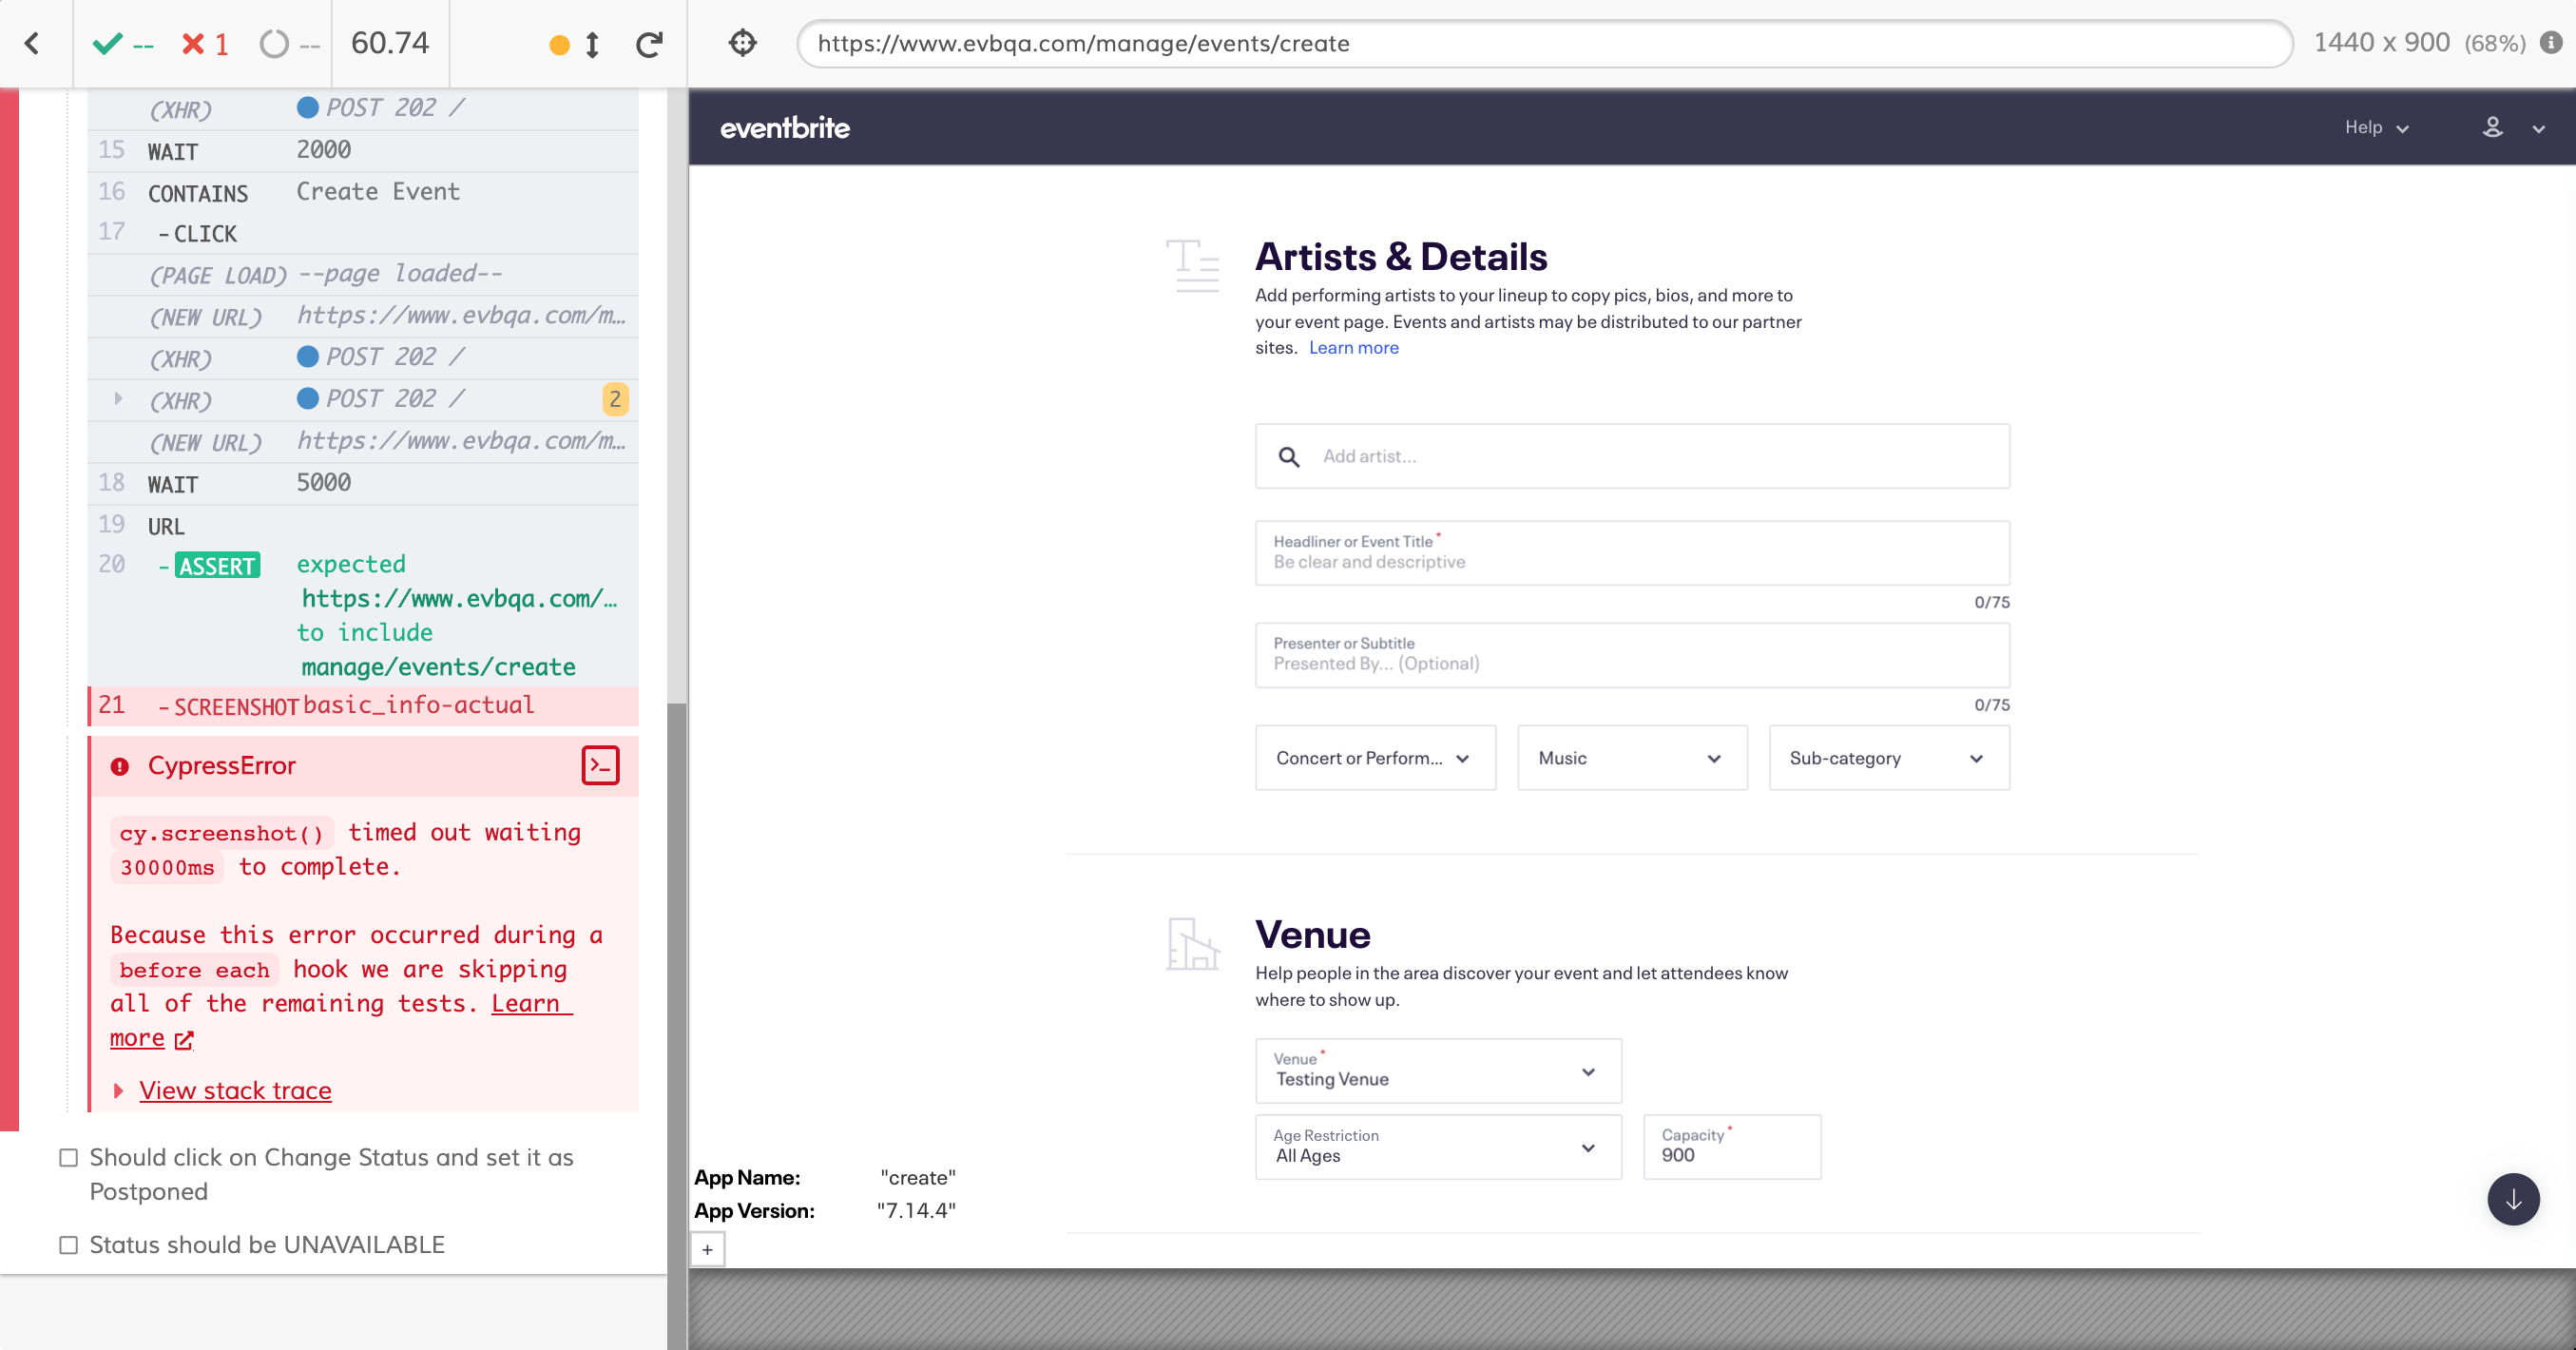 -- 1 -- 60.74
https://www.evbqa.com/manage/events/create
1440 x 900 (68%)
(XHR) POST 202 /
15 WAIT 2000
16 CONTAINS Create Event
17 -CLICK
(PAGE LOAD) --page loaded--
(NEW URL) https://www.evbqa.com/m…
(XHR) POST 202 /
(XHR) POST 202 / 2
(NEW URL) https://www.evbqa.com/m…
18 WAIT 5000
19 URL
20 -ASSERT expected
https://www.evbqa.com/…
to include
manage/events/create
21 -SCREENSHOT basic_info-actual
CypressError
>_
cy.screenshot() timed out waiting
30000ms to complete.
Because this error occurred during a
before each hook we are skipping
all of the remaining tests. Learn
more
View stack trace
Should click on Change Status and set it as
Postponed
Status should be UNAVAILABLE
eventbrite
Help
Artists & Details
Add performing artists to your lineup to copy pics, bios, and more to
your event page. Events and artists may be distributed to our partner
sites. Learn more
Add artist...
Headliner or Event Title *
Be clear and descriptive
0/75
Presenter or Subtitle
Presented By... (Optional)
0/75
Concert or Perform... Music Sub-category
Venue
Help people in the area discover your event and let attendees know
where to show up.
Venue *
Testing Venue
Age Restriction
All Ages
Capacity *
900
App Name: "create"
App Version: "7.14.4"
+